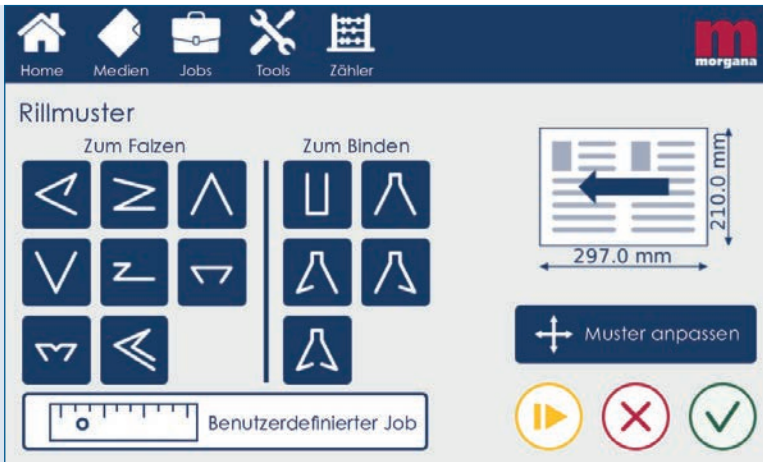 Home Medien Jobs Tools Zähler
morgana
Rillmuster
Zum Falzen Zum Binden
210.0 mm
297.0 mm
Muster anpassen
Benutzerdefinierter Job